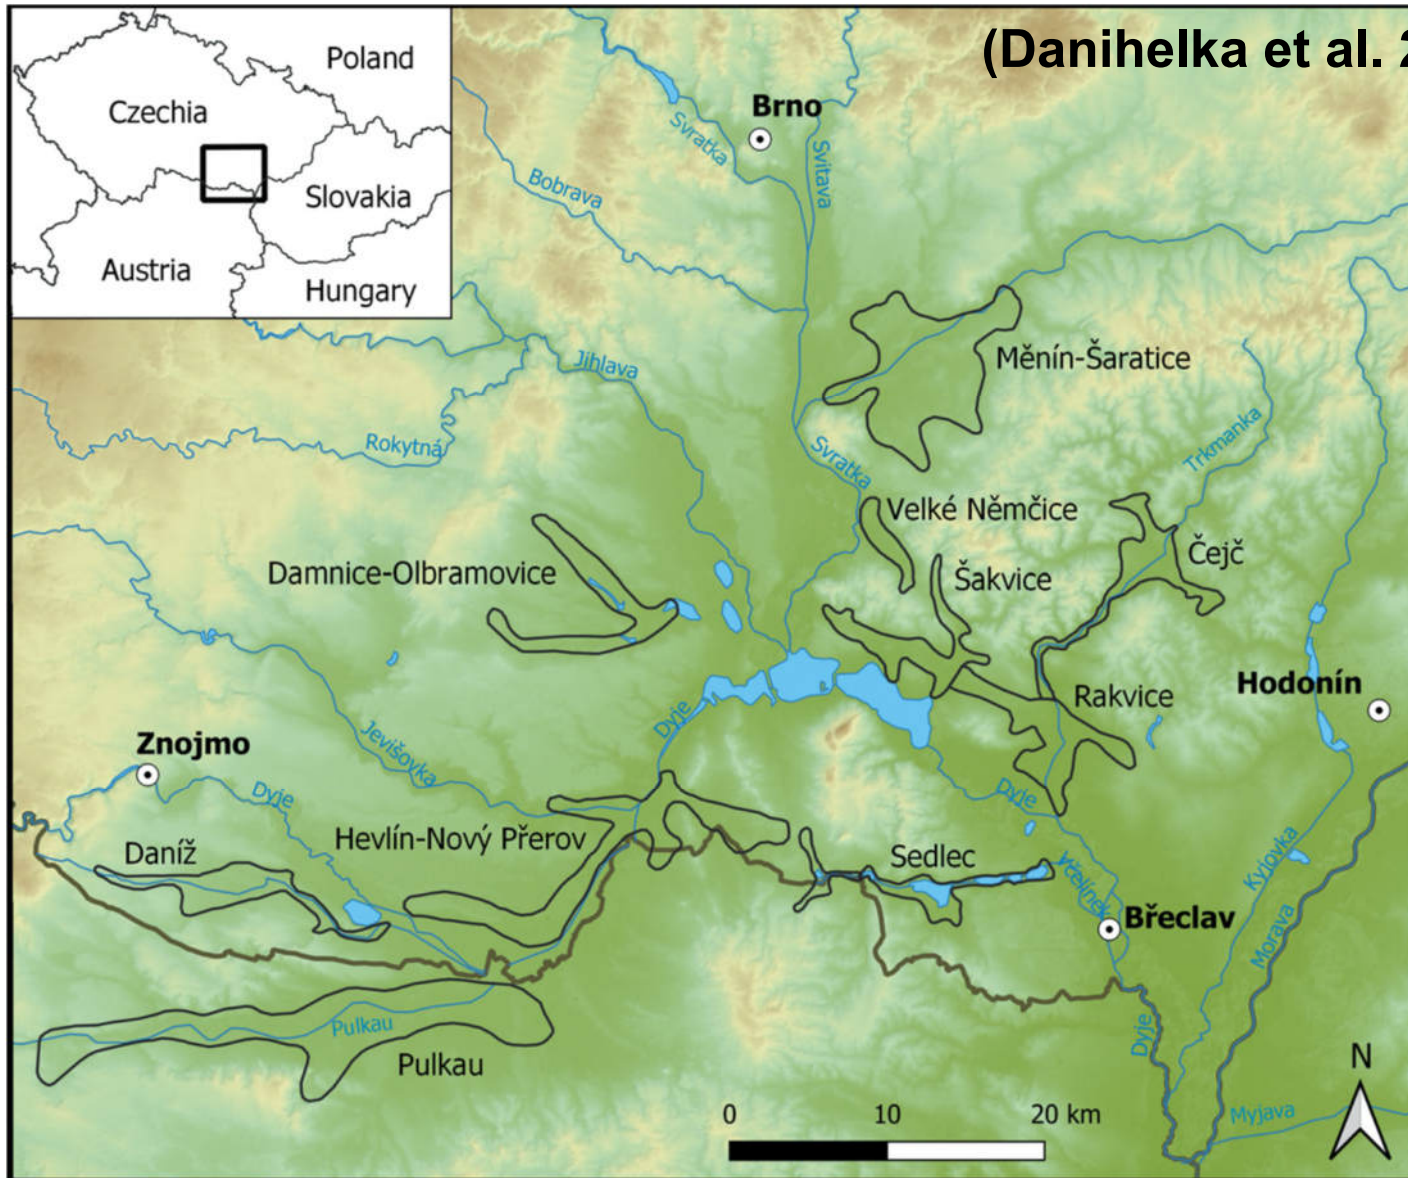 (Danihelka et al. 2
Poland
Czechia
Slovakia
Austria
Hungary
Brno
Svratka
Svitava
Bobrava
Jihlava
Měnín-Šaratice
Rokytná
Svratka
Trkmanka
Velké Němčice
Čejč
Damnice-Olbramovice
Šakvice
Rakvice
Hodonín
Dyje
Jevišovka
Znojmo
Dyje
Dyje
Hevlín-Nový Přerov
Daníž
Sedlec
Včelínek
Kyjovka
Břeclav
Morava
Pulkau
Dyje
Pulkau
N
0 10 20 km
Myjava